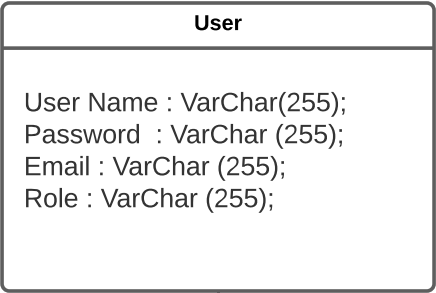 User
User Name : VarChar(255);
Password  : VarChar (255);
Email : VarChar (255);
Role : VarChar (255);